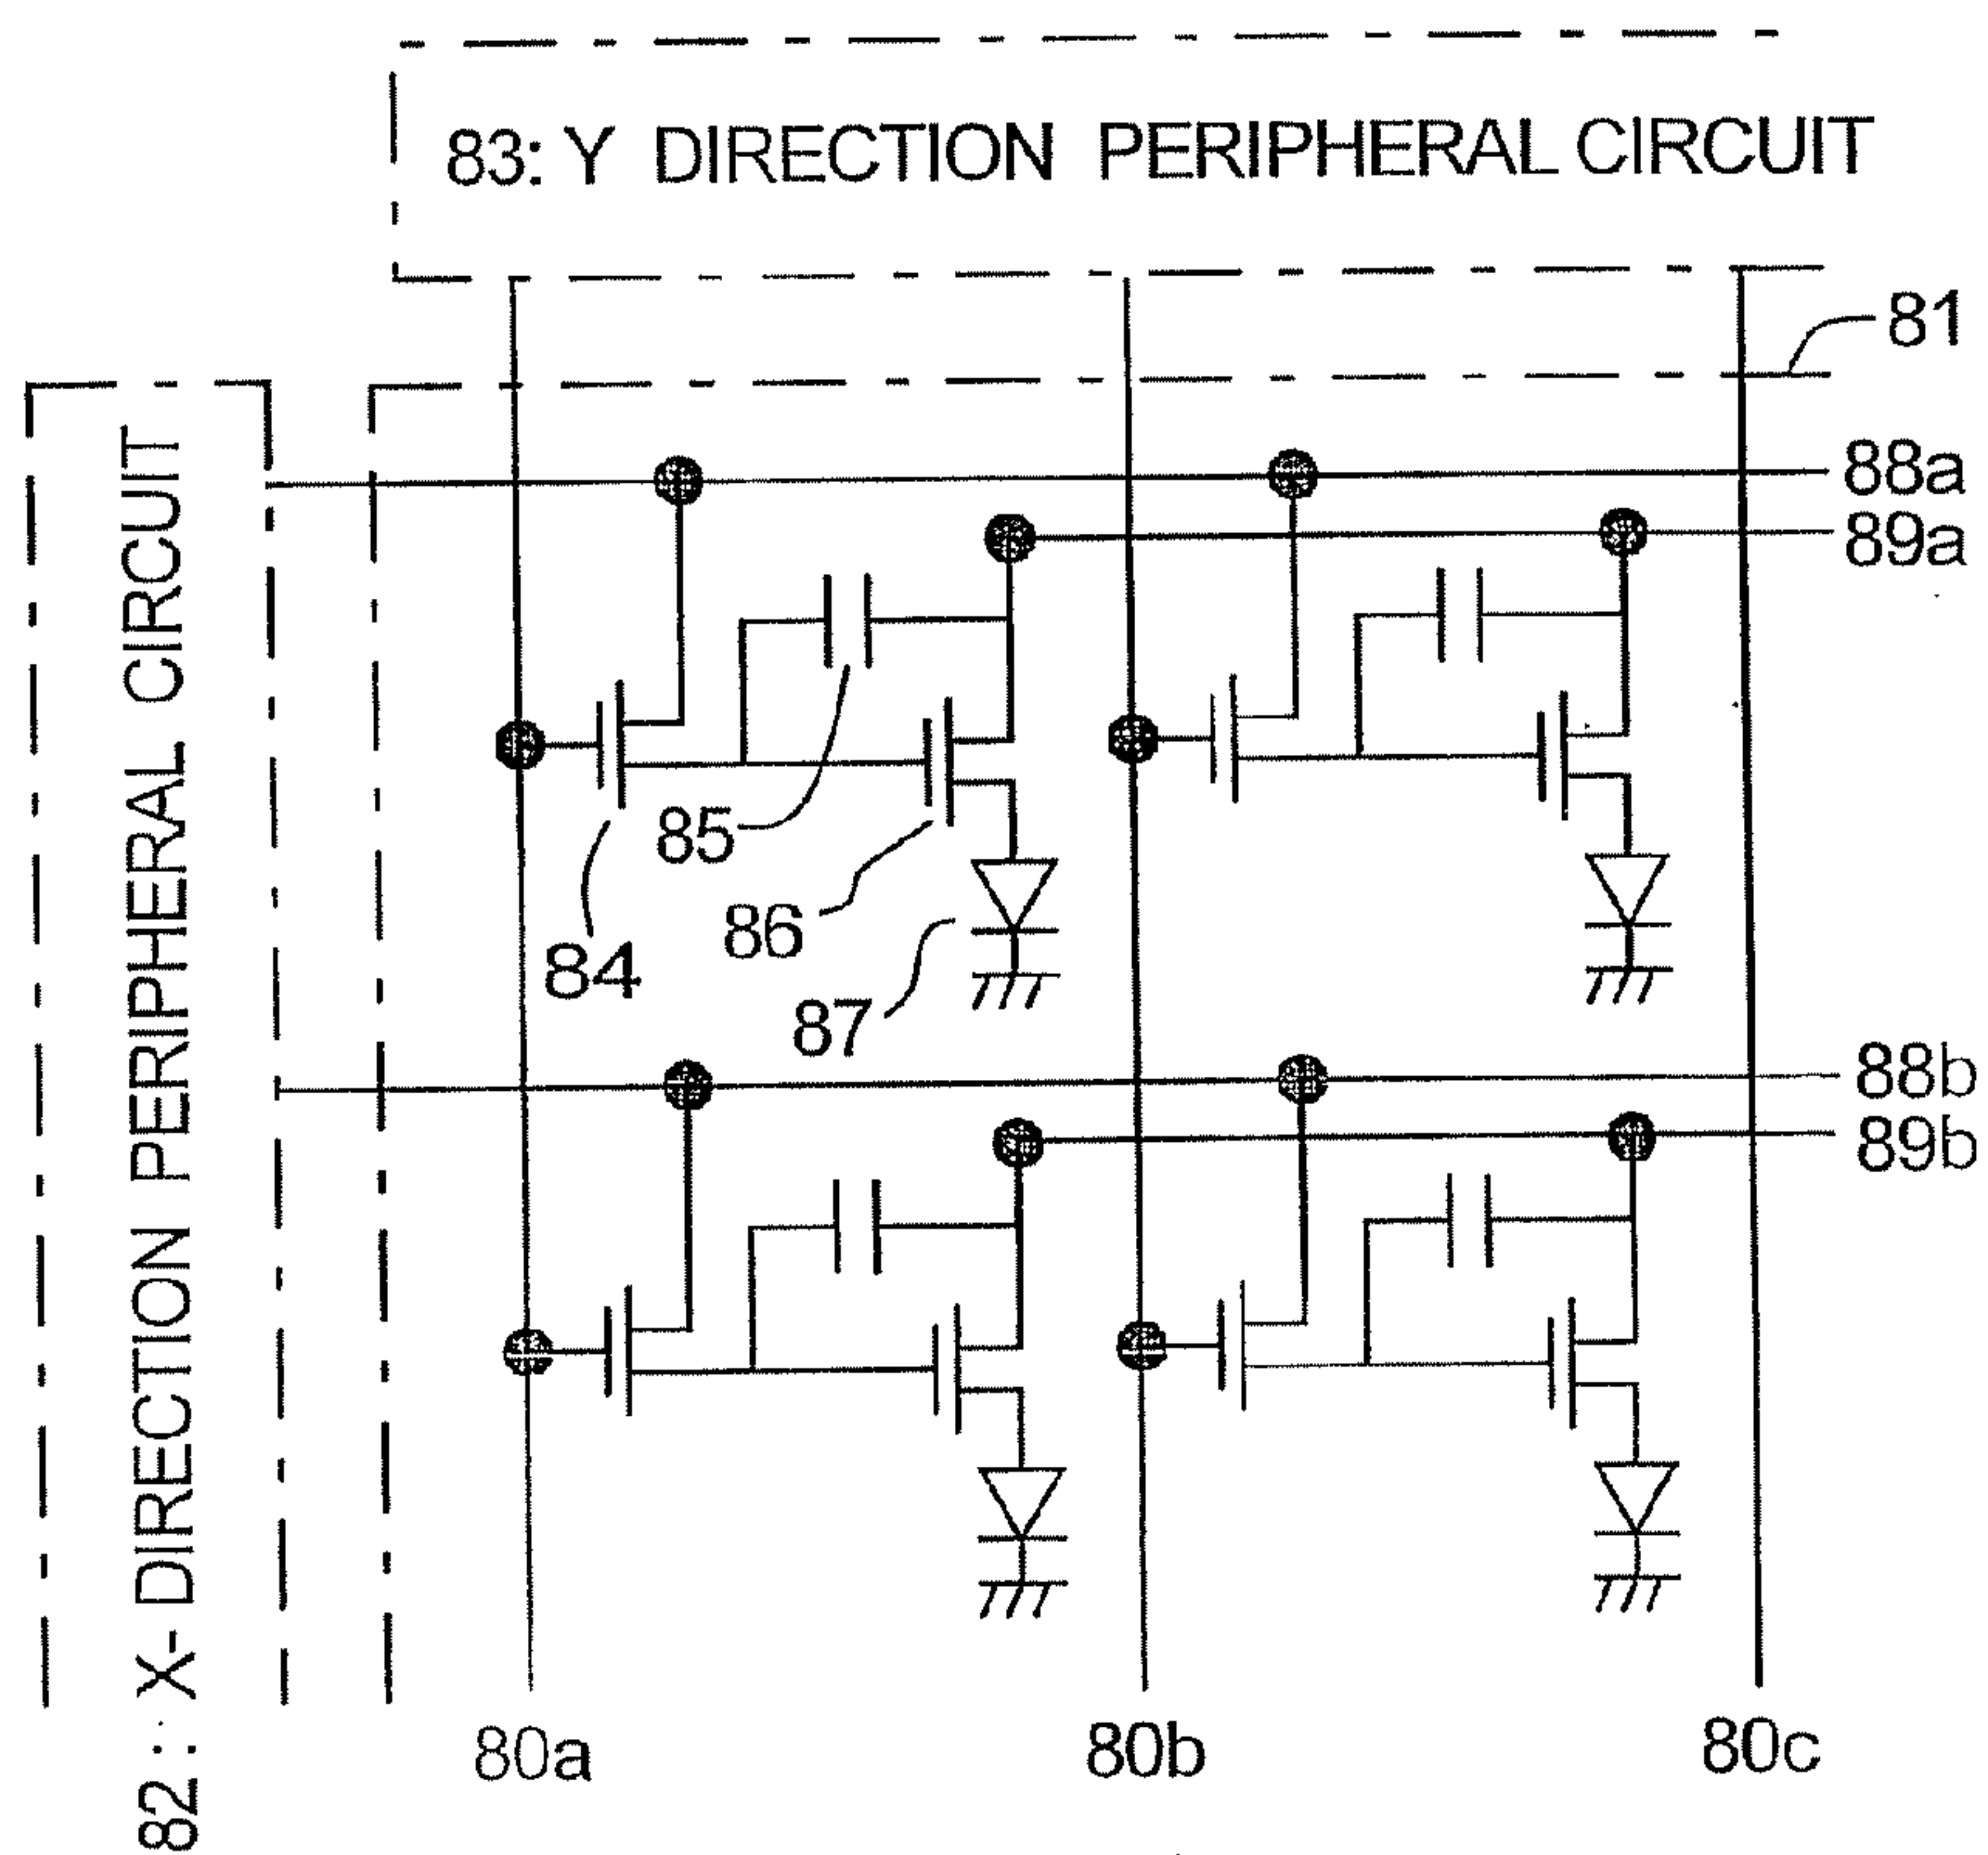 83: Y DIRECTION PERIPHERAL CIRCUIT
81
82: X- DIRECTION PERIPHERAL CIRCUIT
88a
89a
85
84
86
87
88b
89b
80a
80b
80c